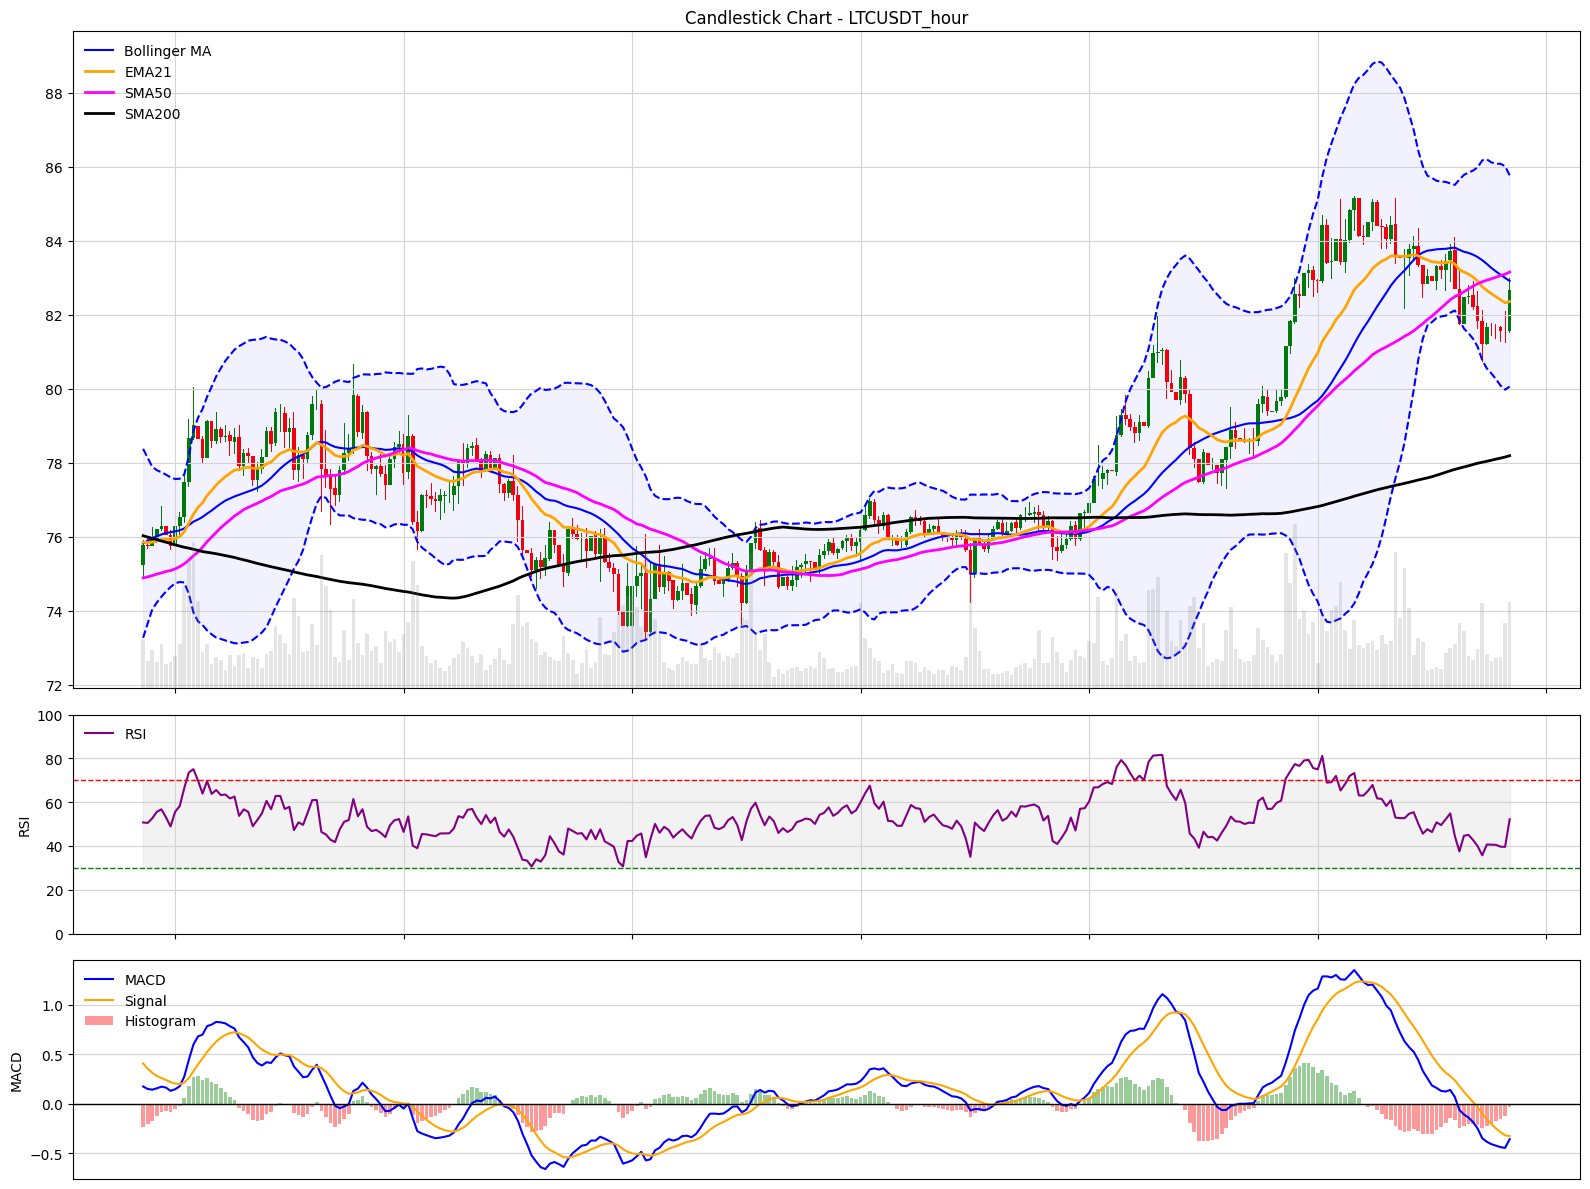 Candlestick Chart - LTCUSDT_hour
Bollinger MA
EMA21
SMA50
SMA200
88
86
84
82
80
78
76
74
72
RSI
100
80
60
40
20
0
RSI
MACD
Signal
Histogram
1.0
0.5
0.0
−0.5
MACD